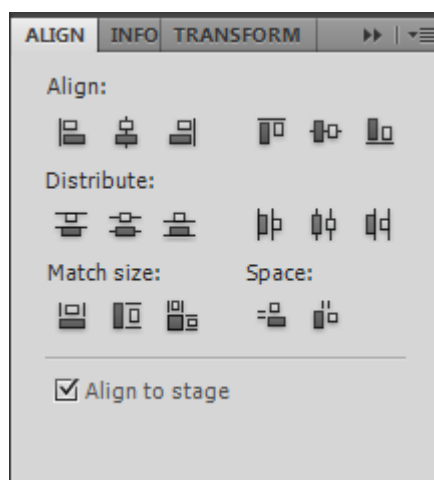 ALIGN INFO TRANSFORM
Align:
Distribute:
Match size: Space:
Align to stage